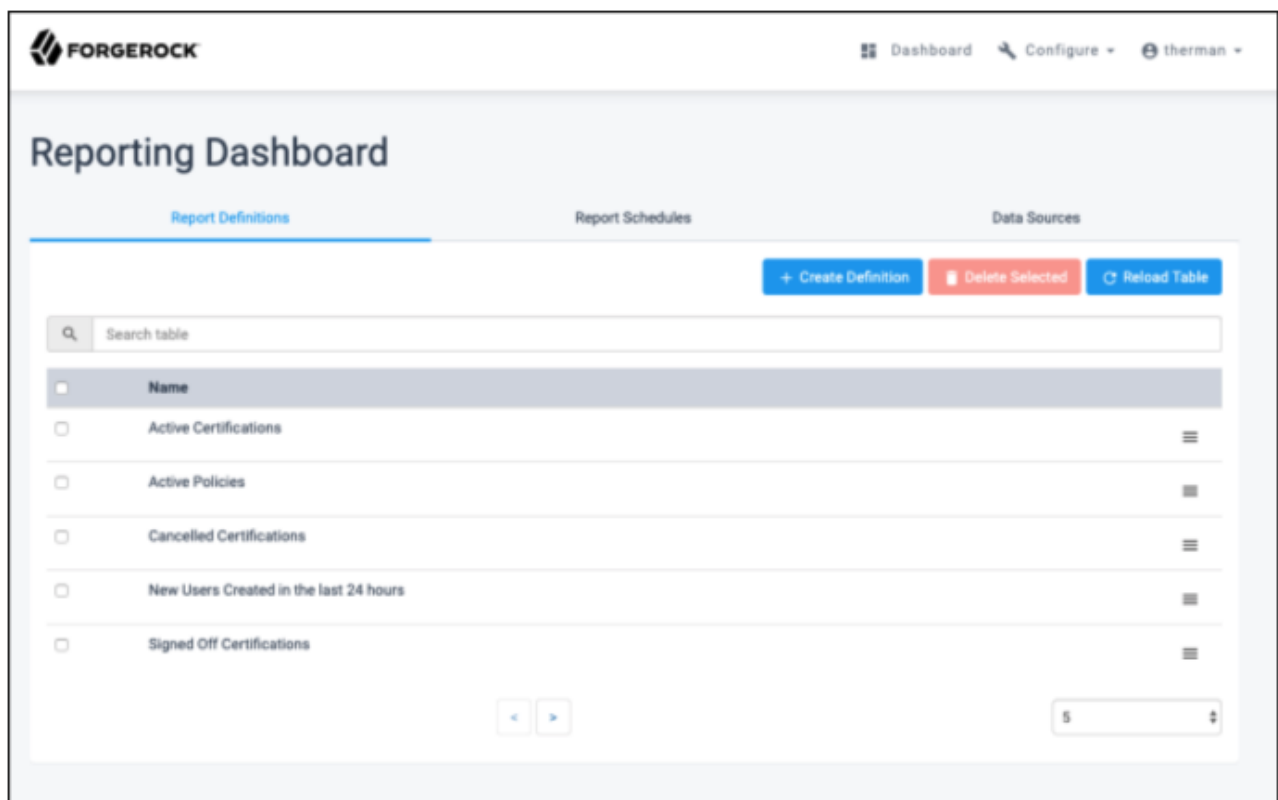 FORGEROCK
Dashboard Configure therman
Reporting Dashboard
Report Definitions Report Schedules Data Sources
+ Create Definition Delete Selected Reload Table
Search table
Name
Active Certifications
Active Policies
Cancelled Certifications
New Users Created in the last 24 hours
Signed Off Certifications
< >
5